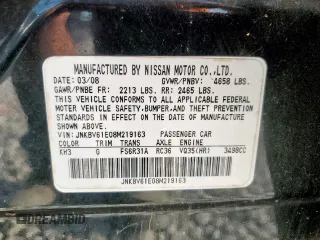 MANUFACTURED BY NISSAN MOTOR CO.,LTD.
DATE: 03/08 GVWR/PNBV: 4658 LBS.
GAWR/PNBE FR: 2213 LBS. RR: 2465 LBS.
THIS VEHICLE CONFORMS TO ALL APPLICABLE FEDERAL
MOTOR VEHICLE SAFETY,BUMPER,AND THEFT PREVENTION
STANDARDS IN EFFECT ON THE DATE OF MANUFACTURE
SHOWN ABOVE.
VIN: JNKBV61E08M219163 PASSENGER CAR
COLOR TRIM TRANS AXLE ENGINE
KH3 G FS6R31A RC36 VQ35(HR) 3498CC
JNKBV61E08M219163
DREAMBID